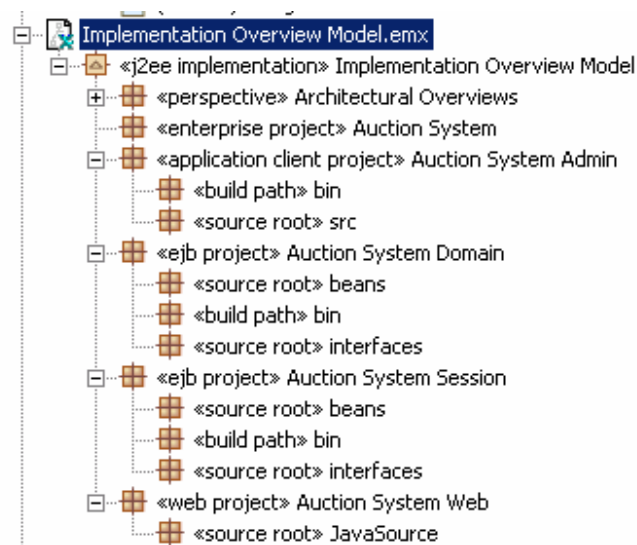 Implementation Overview Model.emx
«j2ee implementation» Implementation Overview Model
«perspective» Architectural Overviews
«enterprise project» Auction System
«application client project» Auction System Admin
«build path» bin
«source root» src
«ejb project» Auction System Domain
«source root» beans
«build path» bin
«source root» interfaces
«ejb project» Auction System Session
«source root» beans
«build path» bin
«source root» interfaces
«web project» Auction System Web
«source root» JavaSource